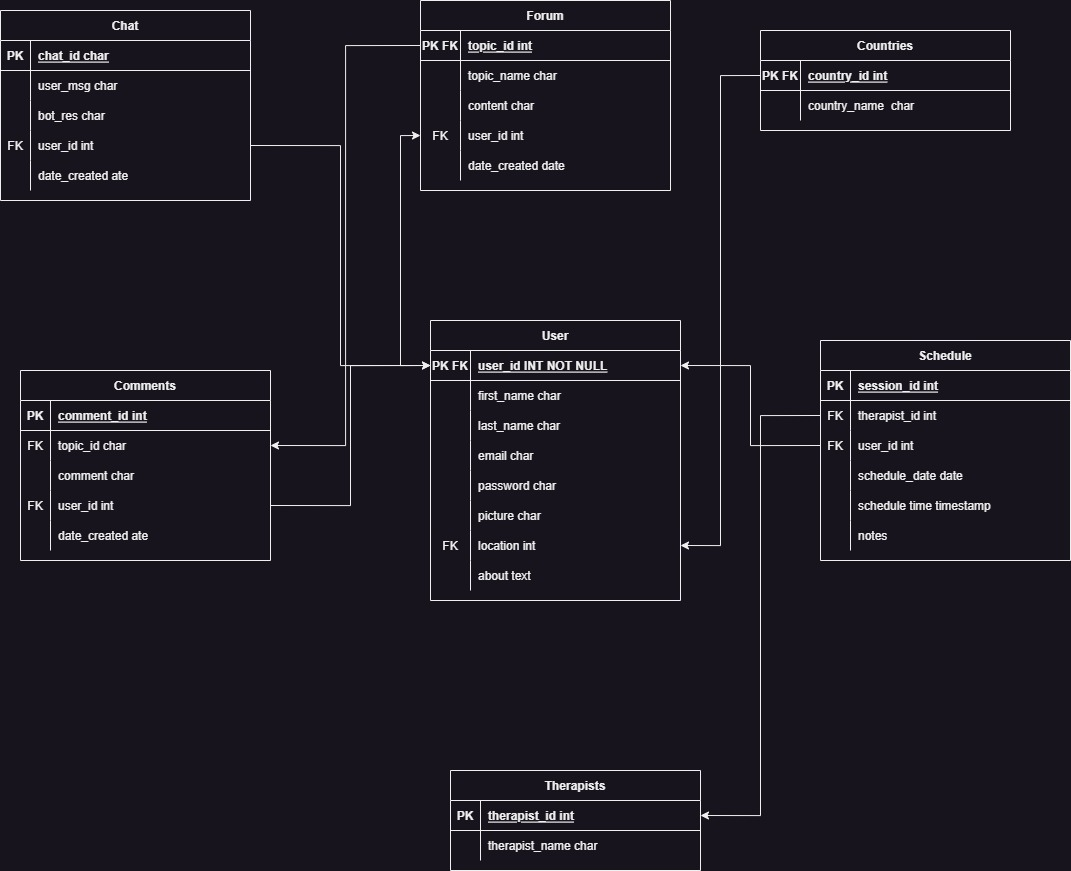 Chat
PK chat_id char
user_msg char
bot_res char
FK user_id int
date_created ate
Forum
PK FK topic_id int
topic_name char
content char
FK user_id int
date_created date
Countries
PK FK country_id int
country_name char
Comments
PK comment_id int
FK topic_id char
comment char
FK user_id int
date_created ate
User
PK FK user_id INT NOT NULL
first_name char
last_name char
email char
password char
picture char
FK location int
about text
Schedule
PK session_id int
FK therapist_id int
FK user_id int
schedule_date date
schedule time timestamp
notes
Therapists
PK therapist_id int
therapist_name char